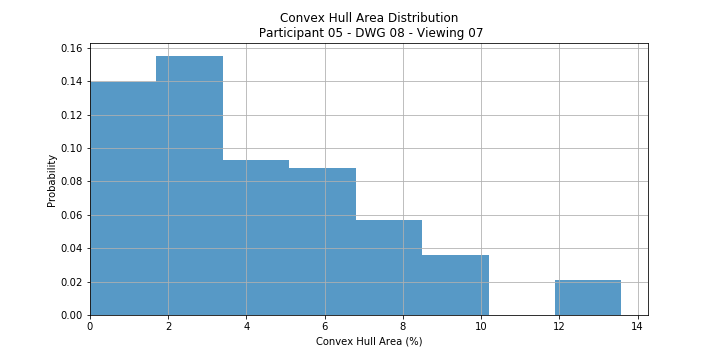 Convex Hull Area Distribution
Participant 05 - DWG 08 - Viewing 07
0.16
0.14
0.12
0.10
0.08
0.06
0.04
0.02
0.00
Probability
0 2 4 6 8 10 12 14
Convex Hull Area (%)